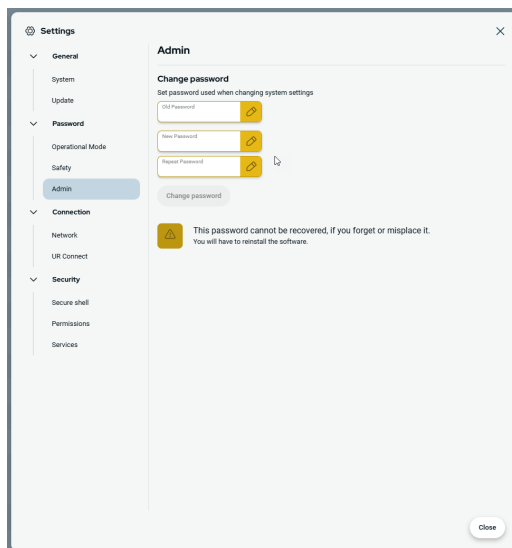 Settings
General
System
Update
Password
Operational Mode
Safety
Admin
Connection
Network
UR Connect
Security
Secure shell
Permissions
Services
Admin
Change password
Set password used when changing system settings
Old Password
New Password
Repeat Password
Change password
This password cannot be recovered, if you forget or misplace it.
You will have to reinstall the software.
Close